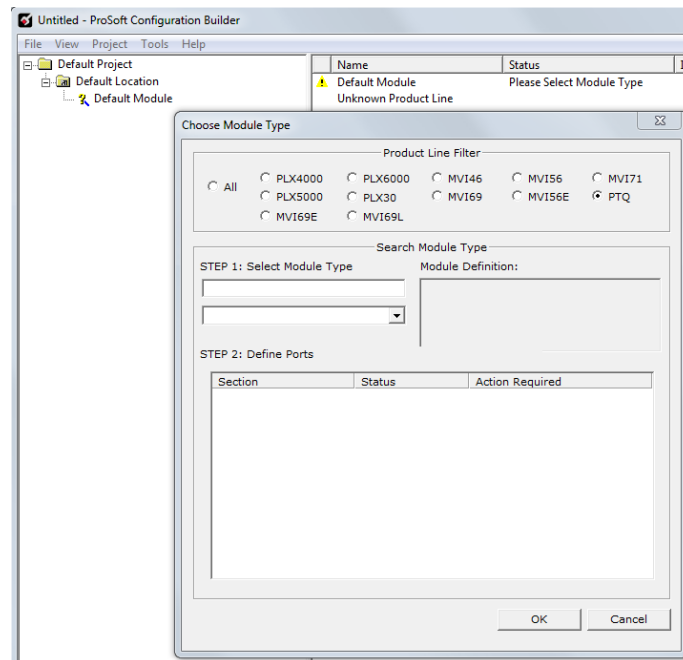 Untitled - ProSoft Configuration Builder
File View Project Tools Help
Default Project
Default Location
Default Module
Name Status
Default Module Please Select Module Type
Unknown Product Line
Choose Module Type
Product Line Filter
All PLX4000 PLX6000 MVI46 MVI56 MVI71
PLX5000 PLX30 MVI69 MVI56E PTQ
MVI69E MVI69L
Search Module Type
STEP 1: Select Module Type Module Definition:
STEP 2: Define Ports
Section Status Action Required
OK Cancel